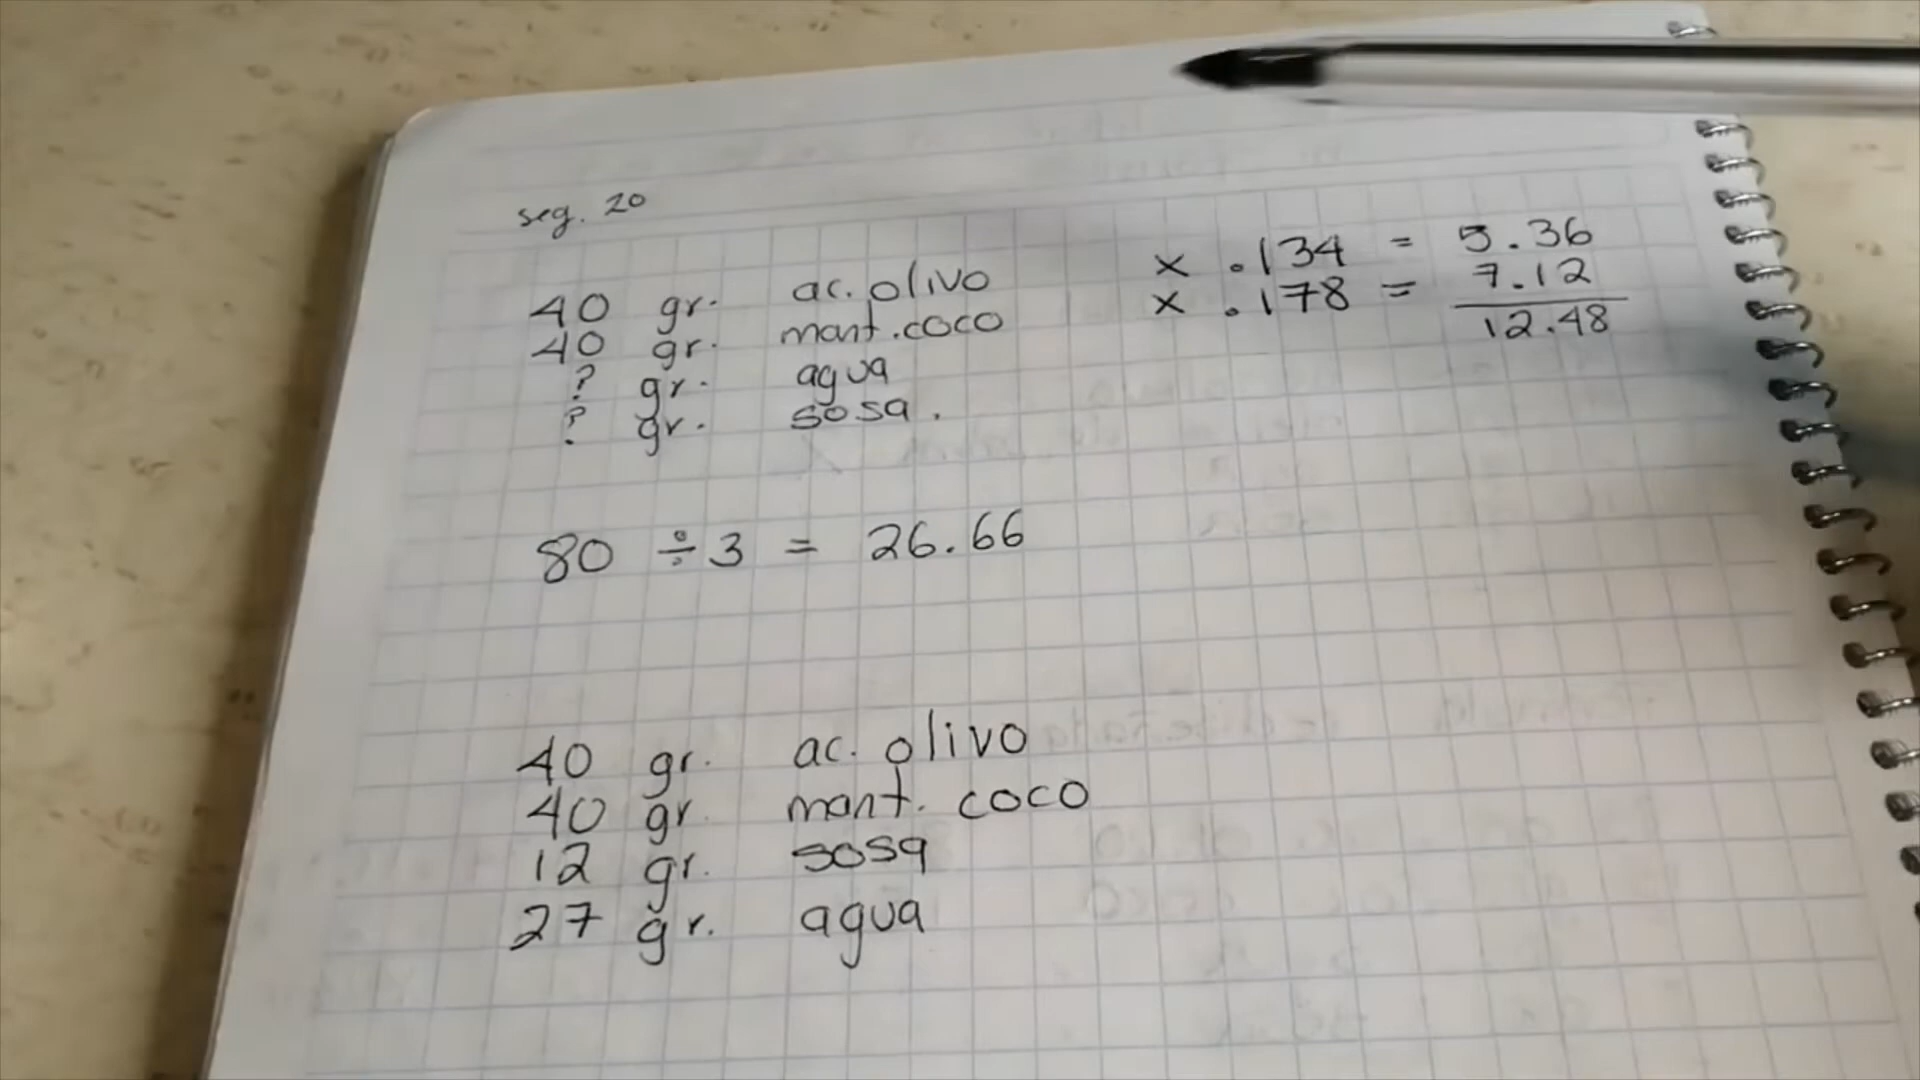 seg. 20
40 gr. ac. olivo x .134 = 5.36
40 gr. mant. coco x .178 = 7.12
12.48
? gr. agua
? gr. sosa.
80 ÷ 3 = 26.66
40 gr. ac. olivo
40 gr. mant. coco
12 gr. sosa
27 gr. agua